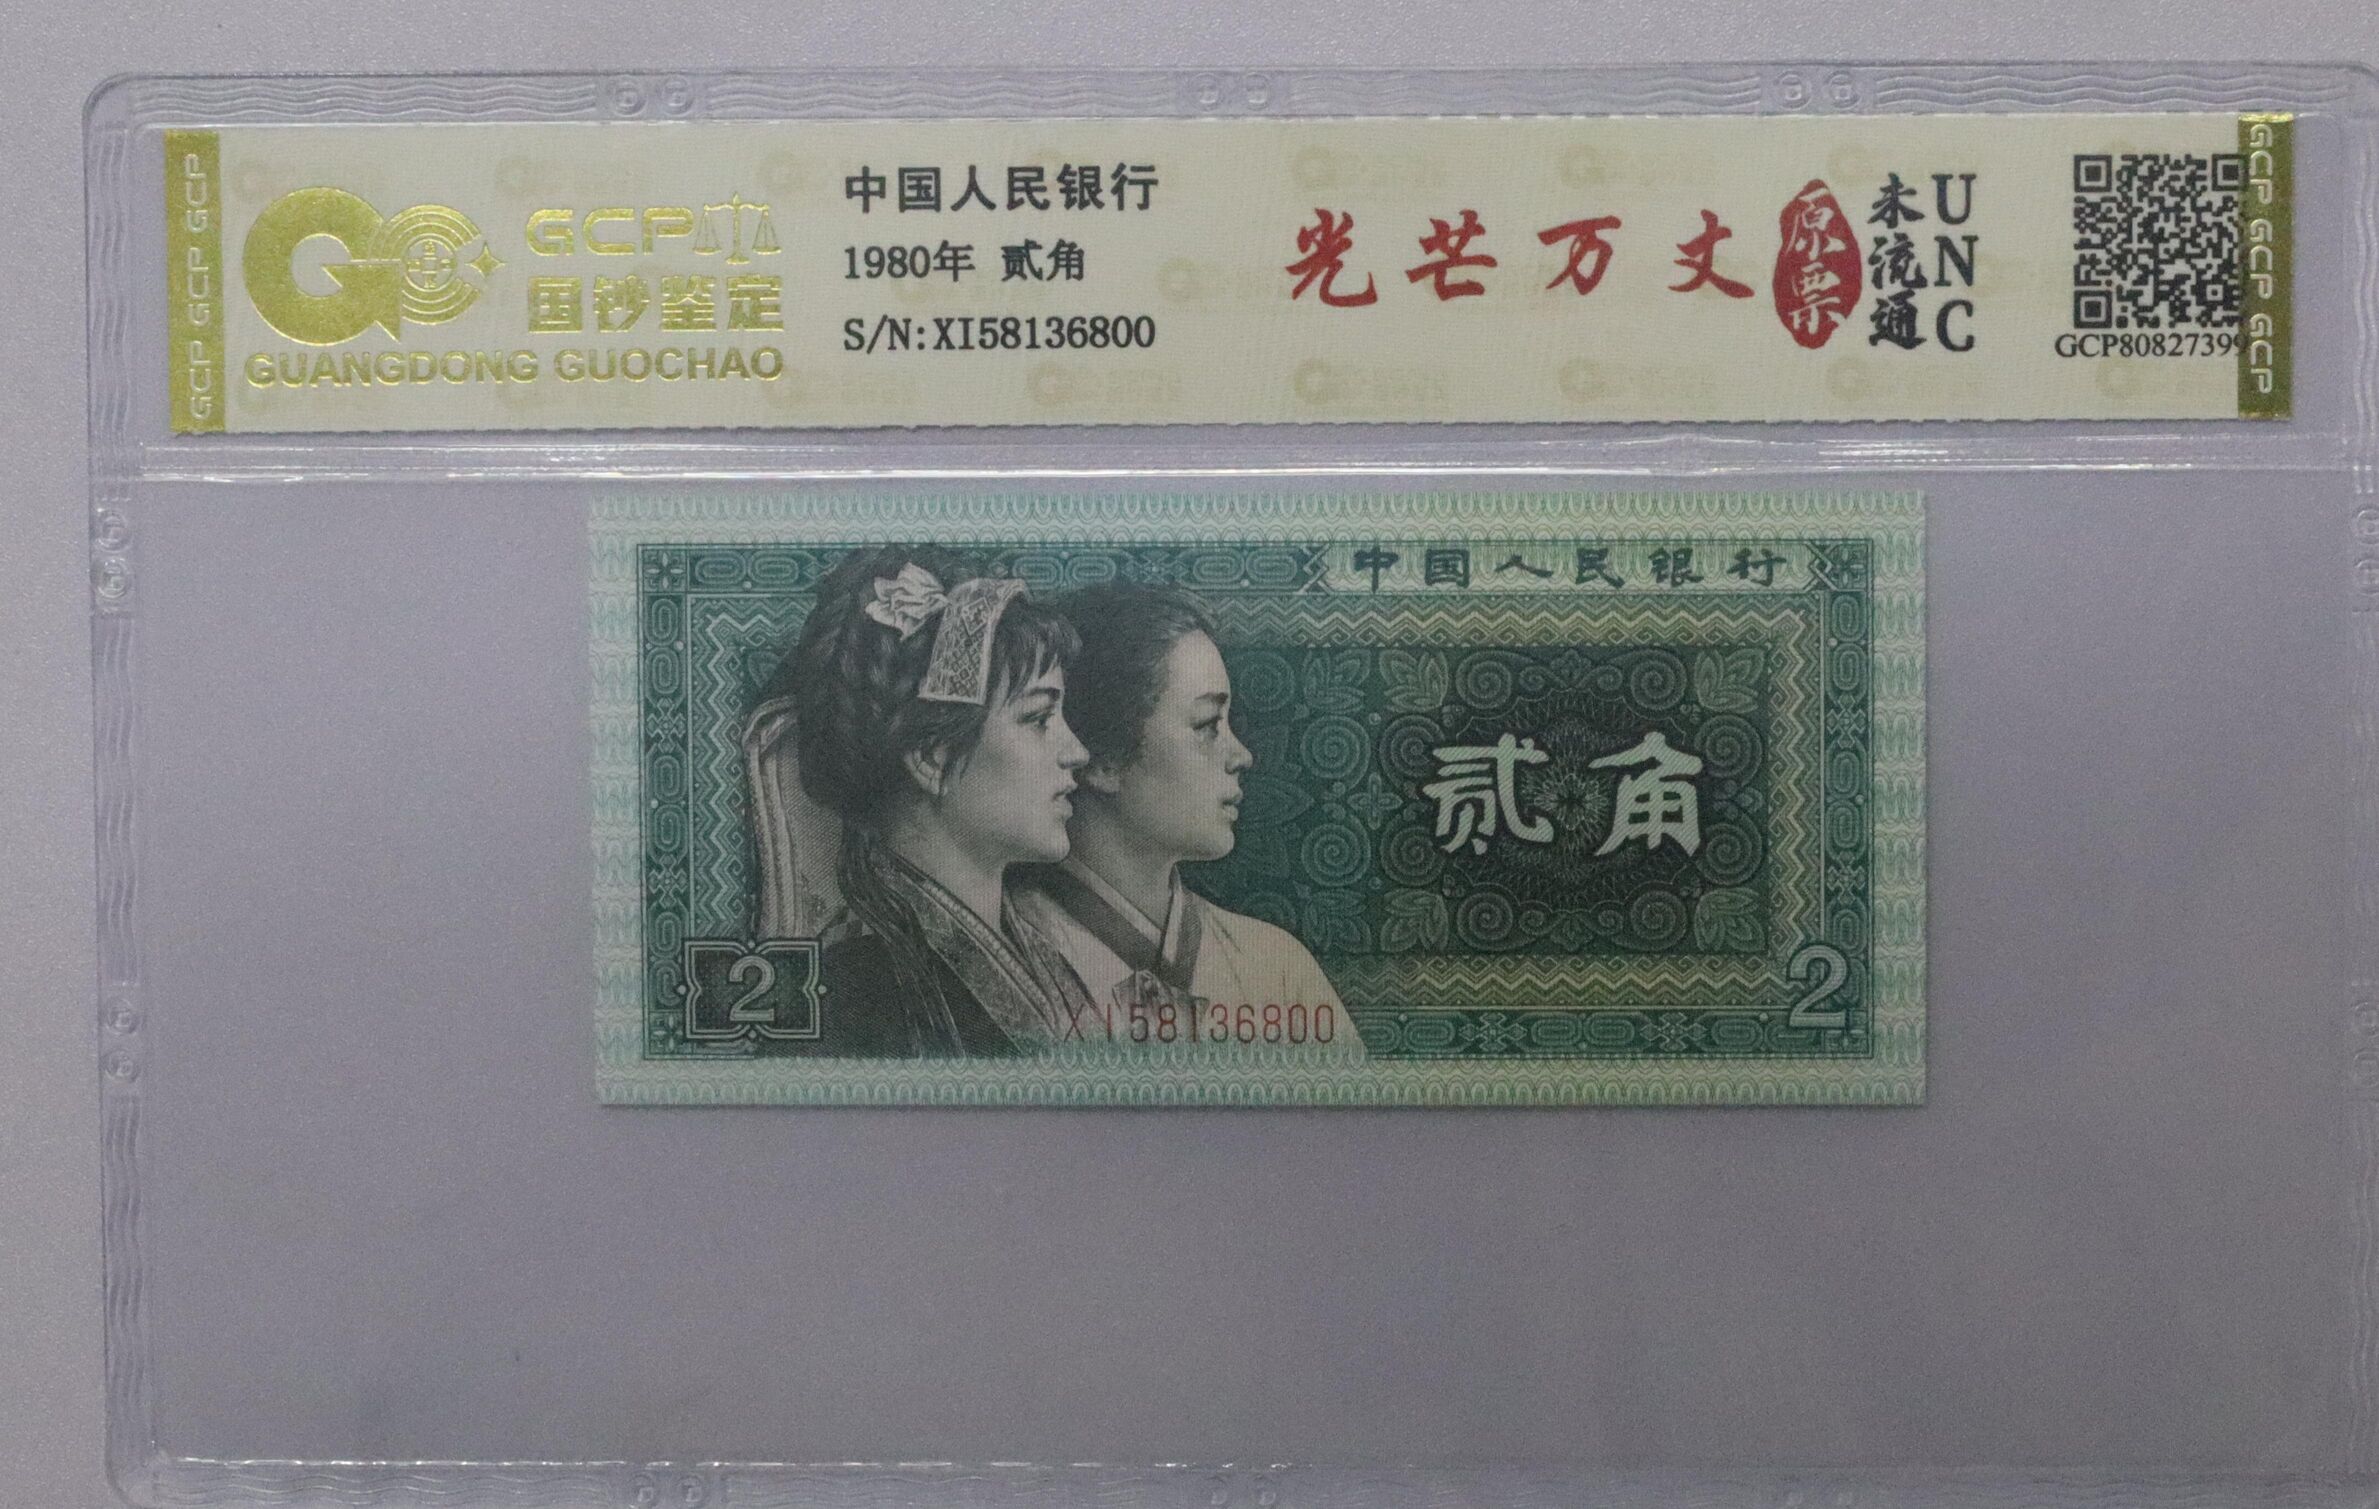 GCP GCP GCP
GCP
国钞鉴定
GUANGDONG GUOCHAO
中国人民银行
1980年 贰角
S/N:XI58136800
光芒万丈
原票
未流通
UNC
GCP80827399
GCP GCP GCP
中国人民银行
贰角
2
XI58136800
2